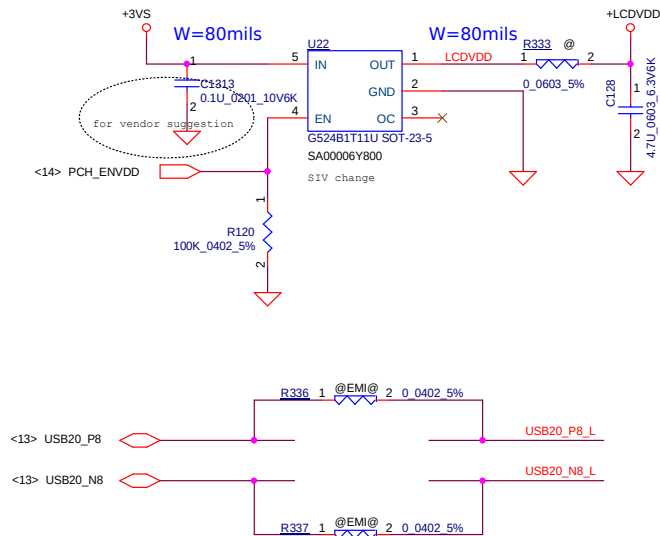 +3VS
W=80mils
W=80mils
+LCDVDD
U22
R333 @
1
5 IN OUT 1 LCDVDD 1 2
C1313
0.1U_0201_10V6K
GND 2
0_0603_5%
1
2
4 EN OC 3
C128
4.7U_0603_6.3V6K
2
for vendor suggestion
G524B1T11U SOT-23-5
SA00006Y800
SIV change
<14> PCH_ENVDD
1
R120
100K_0402_5%
2
@EMI@
R336 1 2 0_0402_5%
<13> USB20_P8
USB20_P8_L
<13> USB20_N8
USB20_N8_L
@EMI@
R337 1 2 0_0402_5%